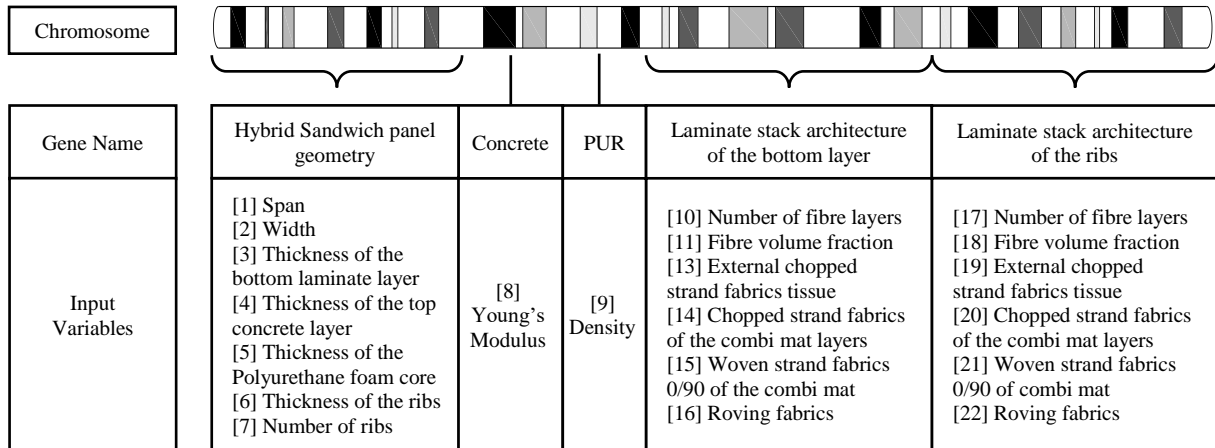 Chromosome
Gene Name
Hybrid Sandwich panel
geometry
Concrete
PUR
Laminate stack architecture
of the bottom layer
Laminate stack architecture
of the ribs
Input
Variables
[1] Span
[2] Width
[3] Thickness of the
bottom laminate layer
[4] Thickness of the top
concrete layer
[5] Thickness of the
Polyurethane foam core
[6] Thickness of the ribs
[7] Number of ribs
[8]
Young's
Modulus
[9]
Density
[10] Number of fibre layers
[11] Fibre volume fraction
[13] External chopped
strand fabrics tissue
[14] Chopped strand fabrics
of the combi mat layers
[15] Woven strand fabrics
0/90 of the combi mat
[16] Roving fabrics
[17] Number of fibre layers
[18] Fibre volume fraction
[19] External chopped
strand fabrics tissue
[20] Chopped strand fabrics
of the combi mat layers
[21] Woven strand fabrics
0/90 of combi mat
[22] Roving fabrics